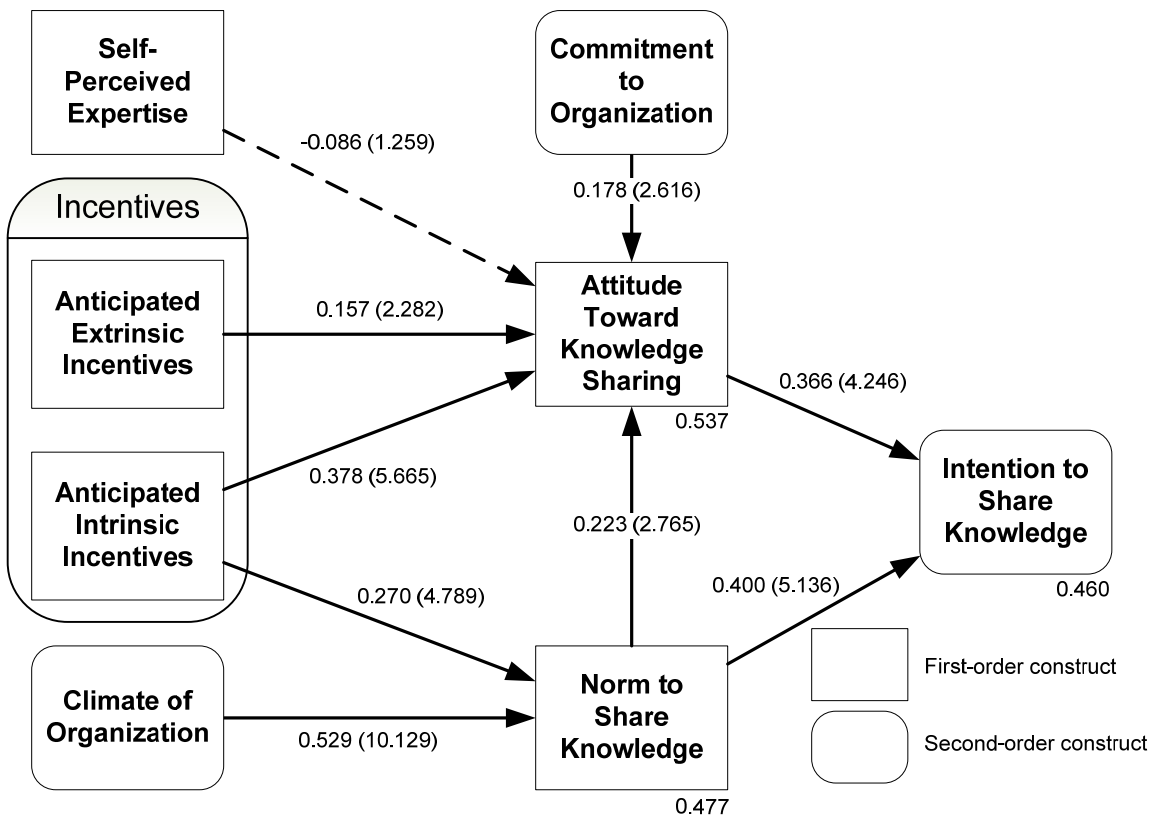 Self-
Perceived
Expertise
Commitment
to
Organization
-0.086 (1.259)
0.178 (2.616)
Incentives
Anticipated
Extrinsic
Incentives
0.157 (2.282)
Attitude
Toward
Knowledge
Sharing
0.537
0.366 (4.246)
Anticipated
Intrinsic
Incentives
0.378 (5.665)
0.223 (2.765)
Intention to
Share
Knowledge
0.460
0.270 (4.789)
0.400 (5.136)
Climate of
Organization
0.529 (10.129)
Norm to
Share
Knowledge
0.477
First-order construct
Second-order construct